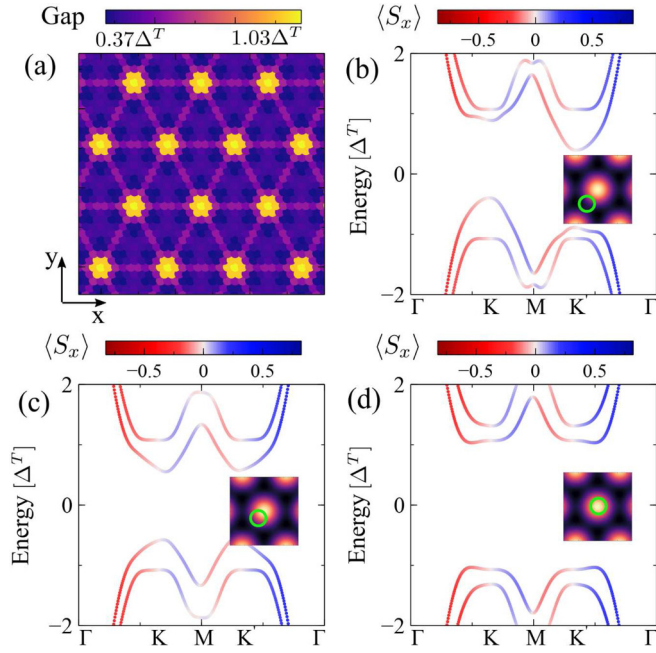 Gap
0.37Δ^T 1.03Δ^T
(a)
y
x
⟨S_x⟩
−0.5 0 0.5
(b)
Energy [Δ^T]
2
0
−2
Γ K M K Γ
⟨S_x⟩
−0.5 0 0.5
(c)
Energy [Δ^T]
2
0
−2
Γ K M K Γ
⟨S_x⟩
−0.5 0 0.5
(d)
Energy [Δ^T]
2
0
−2
Γ K M K Γ